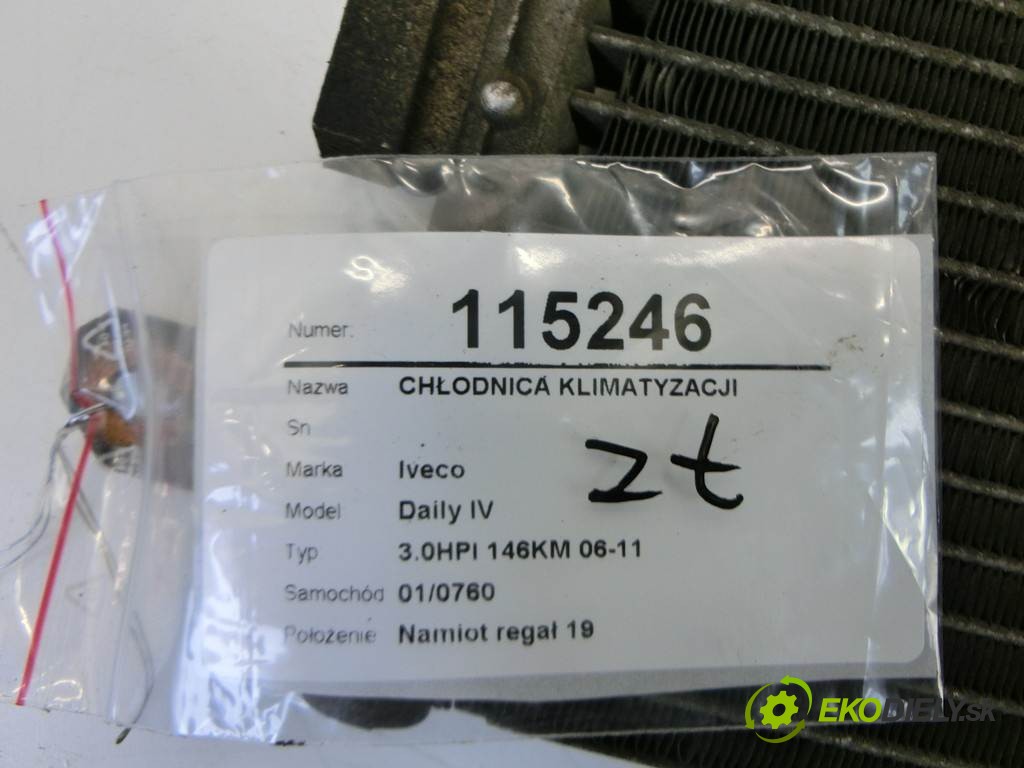 Numer: 115246
Nazwa CHŁODNICA KLIMATYZACJI
Sn
Marka Iveco
zt
Model Daily IV
Typ 3.0HPI 146KM 06-11
Samochód 01/0760
Położenie Namiot regał 19
EKODIELY.SK